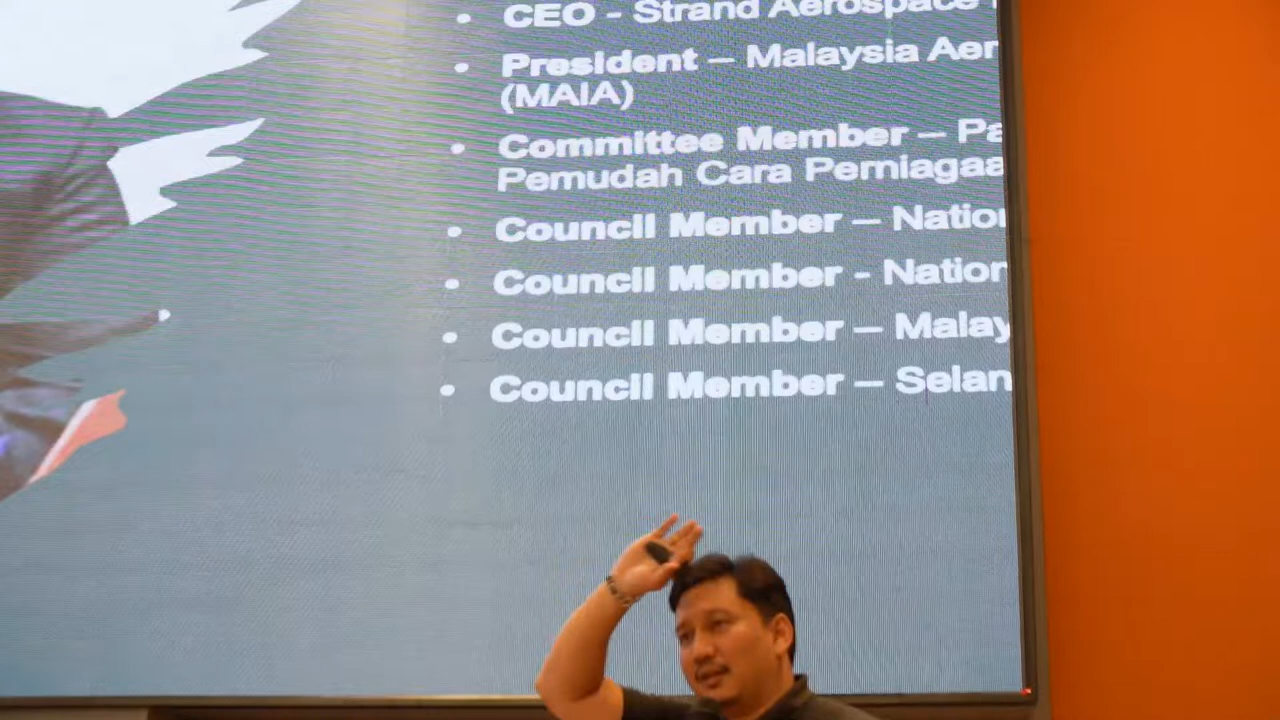 CEO - Strand Aerospace
President – Malaysia Aer
(MAIA)
Committee Member – Pa
Pemudah Cara Perniagaa
Council Member – Nation
Council Member - Nation
Council Member – Malay
Council Member – Selan